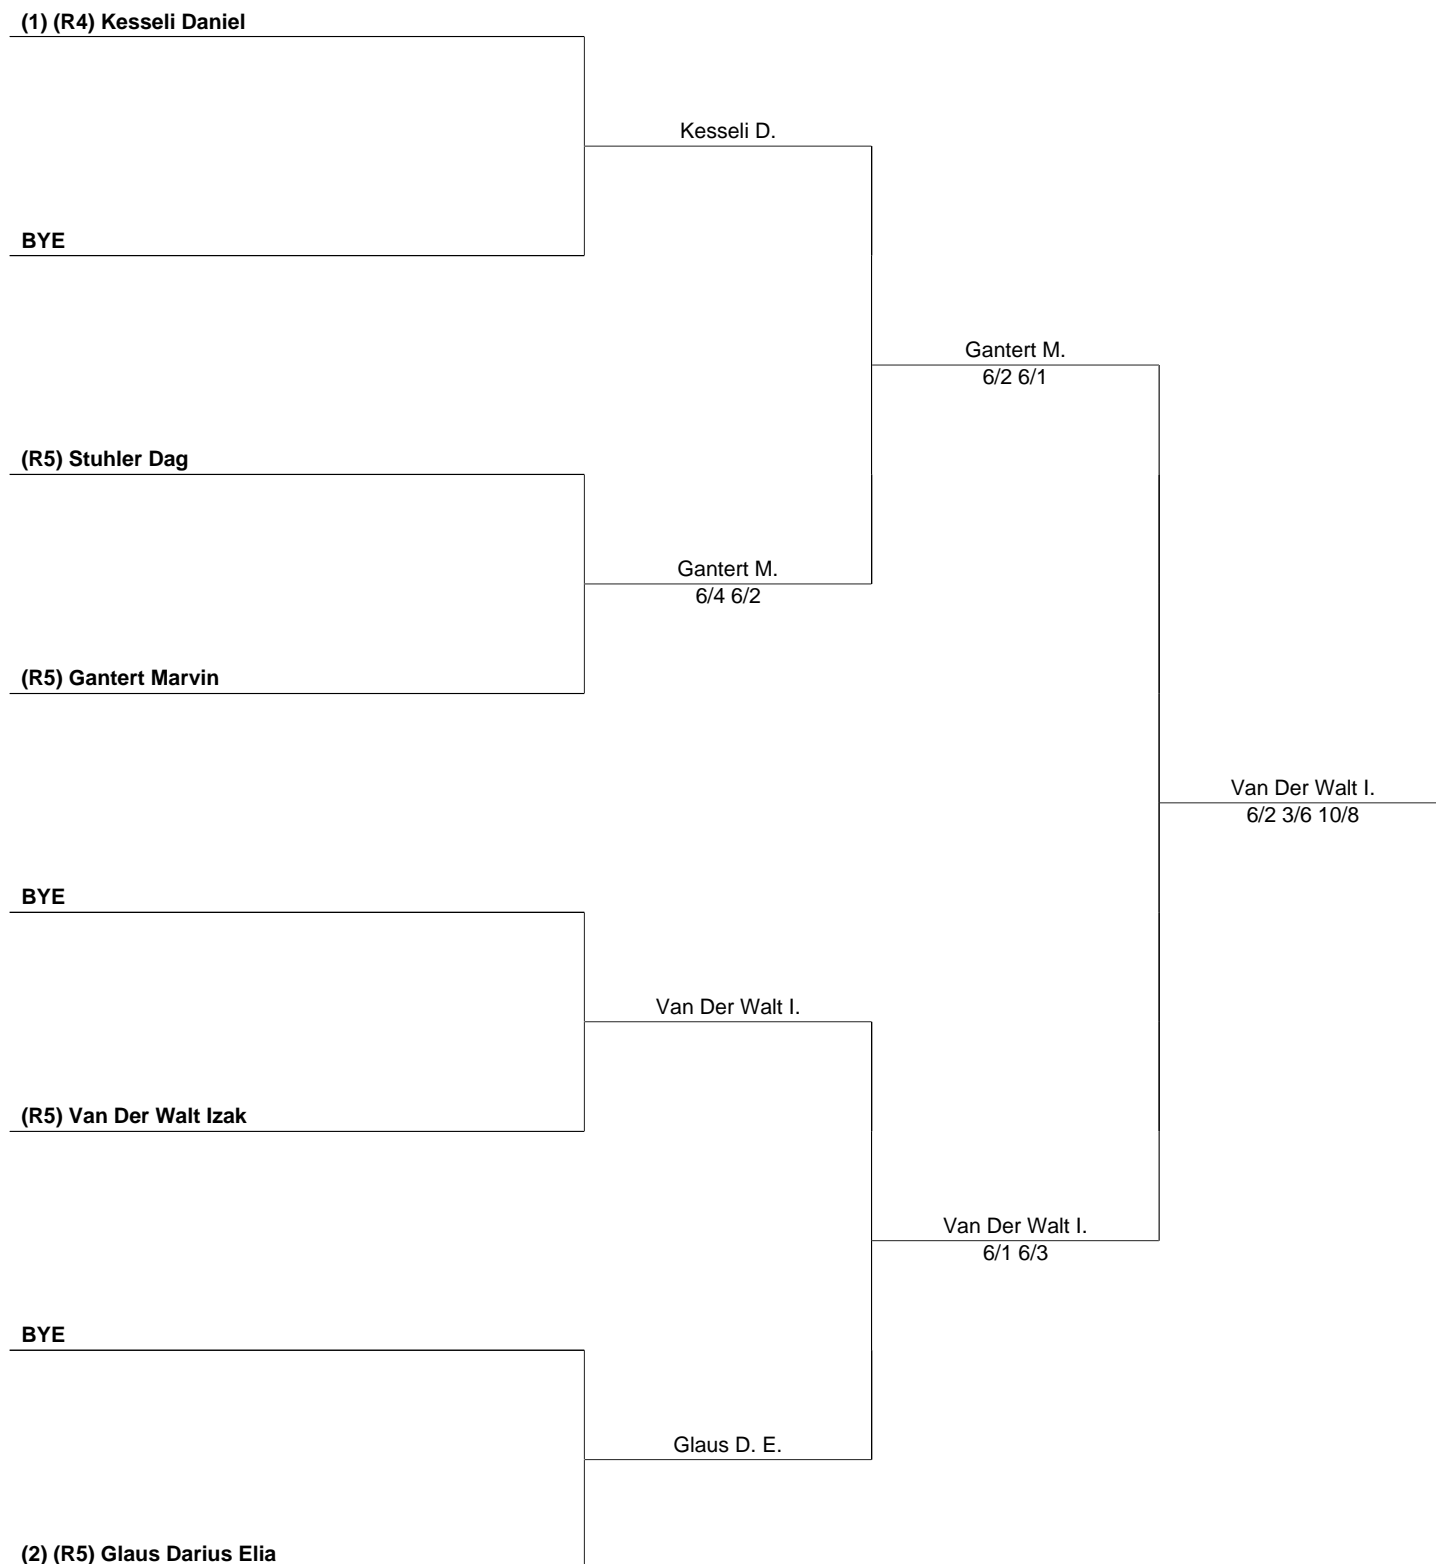 (1) (R4) Kesseli Daniel
Kesseli D.
BYE
Gantert M.
6/2 6/1
(R5) Stuhler Dag
Gantert M.
6/4 6/2
(R5) Gantert Marvin
Van Der Walt I.
6/2 3/6 10/8
BYE
Van Der Walt I.
(R5) Van Der Walt Izak
Van Der Walt I.
6/1 6/3
BYE
Glaus D. E.
(2) (R5) Glaus Darius Elia